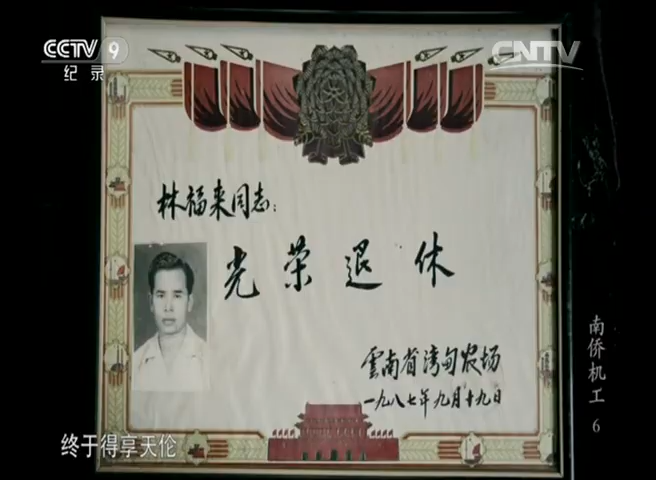 CCTV 9
纪录
CNTV
林福来同志：
光荣退休
云南省湾甸农场
一九八七年九月十九日
南侨机工 6
终于得享天伦